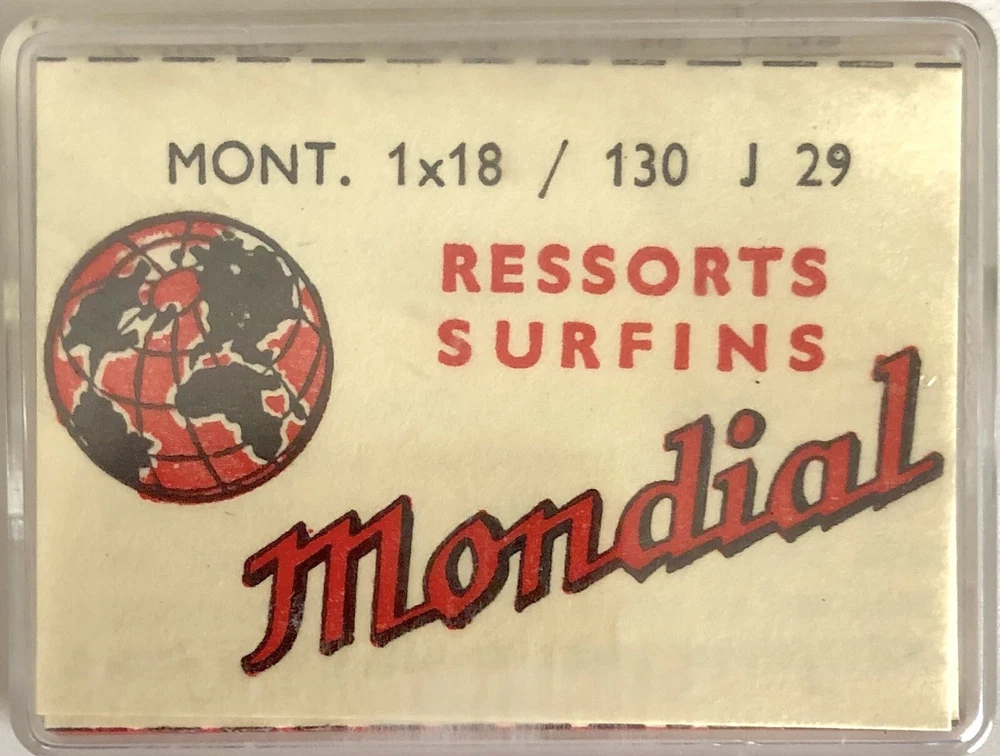 MONT. 1x18 / 130 J 29
RESSORTS
SURFINS
Mondial